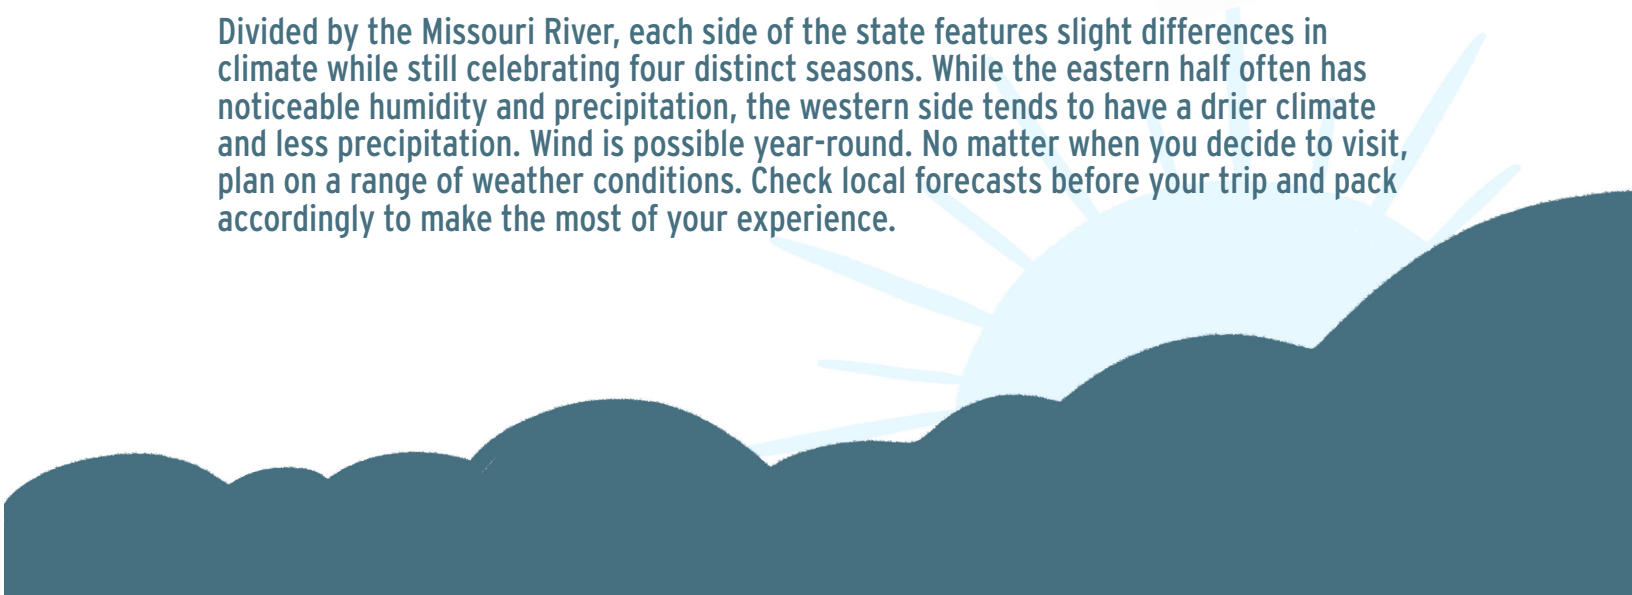 Divided by the Missouri River, each side of the state features slight differences in
climate while still celebrating four distinct seasons. While the eastern half often has
noticeable humidity and precipitation, the western side tends to have a drier climate
and less precipitation. Wind is possible year-round. No matter when you decide to visit,
plan on a range of weather conditions. Check local forecasts before your trip and pack
accordingly to make the most of your experience.